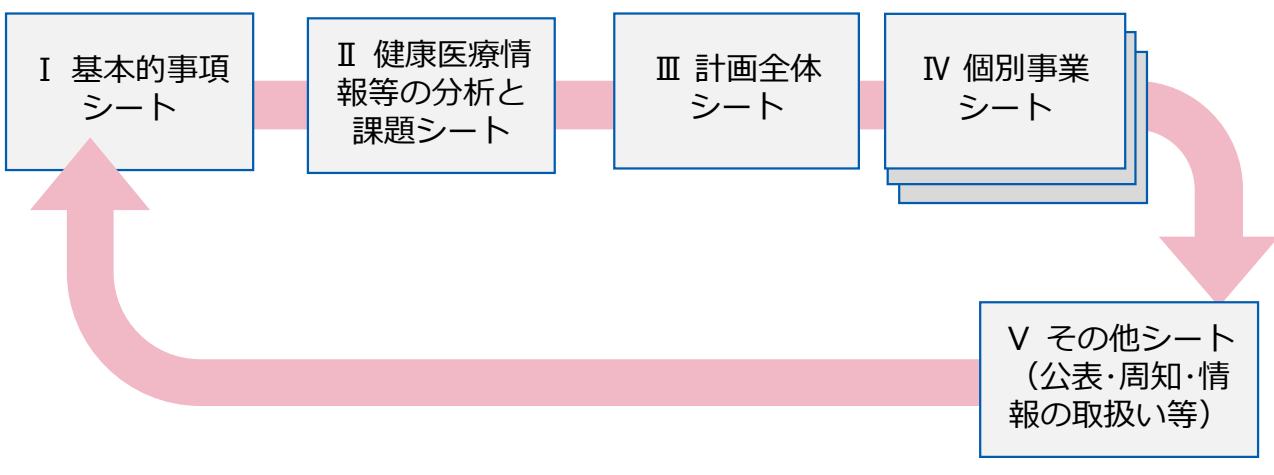 Ⅰ 基本的事項
シート
Ⅱ 健康医療情
報等の分析と
課題シート
Ⅲ 計画全体
シート
Ⅳ 個別事業
シート
Ⅴ その他シート
（公表･周知･情
報の取扱い等）